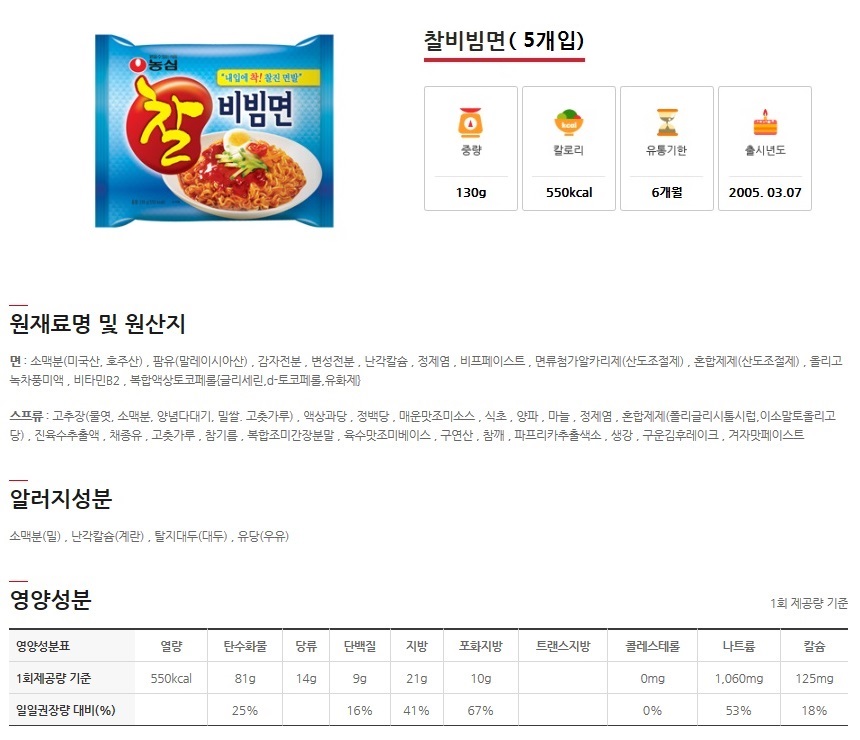 찰비빔면( 5개입)
농심
"내입에 착! 찰진 면발"
찰
비빔면
중량
칼로리
유통기한
출시년도
130g
550kcal
6개월
2005. 03.07
원재료명 및 원산지
면 : 소맥분(미국산, 호주산) , 팜유(말레이시아산) , 감자전분 , 변성전분 , 난각칼슘 , 정제염 , 비프페이스트 , 면류첨가알카리제(산도조절제) , 혼합제제(산도조절제) , 올리고
녹차풍미액 , 비타민B2 , 복합액상토코페롤{글리세린,d-토코페롤,유화제}
스프류 : 고추장(물엿, 소맥분, 양념다대기, 밀쌀. 고춧가루) , 액상과당 , 정백당 , 매운맛조미소스 , 식초 , 양파 , 마늘 , 정제염 , 혼합제제(폴리글리시톨시럽,이소말토올리고
당) , 진육수추출액 , 채종유 , 고춧가루 , 참기름 , 복합조미간장분말 , 육수맛조미베이스 , 구연산 , 참깨 , 파프리카추출색소 , 생강 , 구운김후레이크 , 겨자맛페이스트
알러지성분
소맥분(밀) , 난각칼슘(계란) , 탈지대두(대두) , 유당(우유)
영양성분
1회 제공량 기준
영양성분표 열량 탄수화물 당류 단백질 지방 포화지방 트랜스지방 콜레스테롤 나트륨 칼슘
1회제공량 기준 550kcal 81g 14g 9g 21g 10g 0mg 1,060mg 125mg
일일권장량 대비(%) 25% 16% 41% 67% 0% 53% 18%